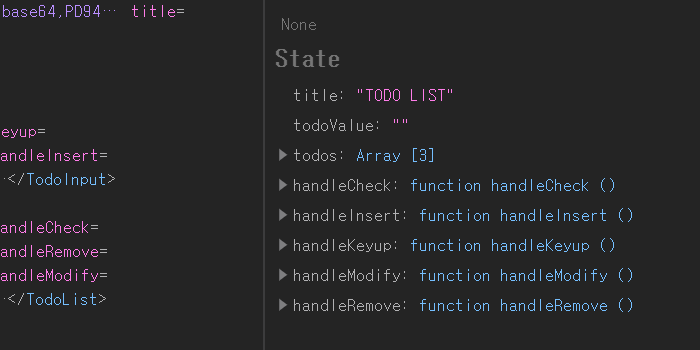 base64,PD94… title=
eyup=
andleInsert=
…</TodoInput>
andleCheck=
andleRemove=
andleModify=
…</TodoList>
None
State
title: "TODO LIST"
todoValue: ""
todos: Array [3]
handleCheck: function handleCheck ()
handleInsert: function handleInsert ()
handleKeyup: function handleKeyup ()
handleModify: function handleModify ()
handleRemove: function handleRemove ()